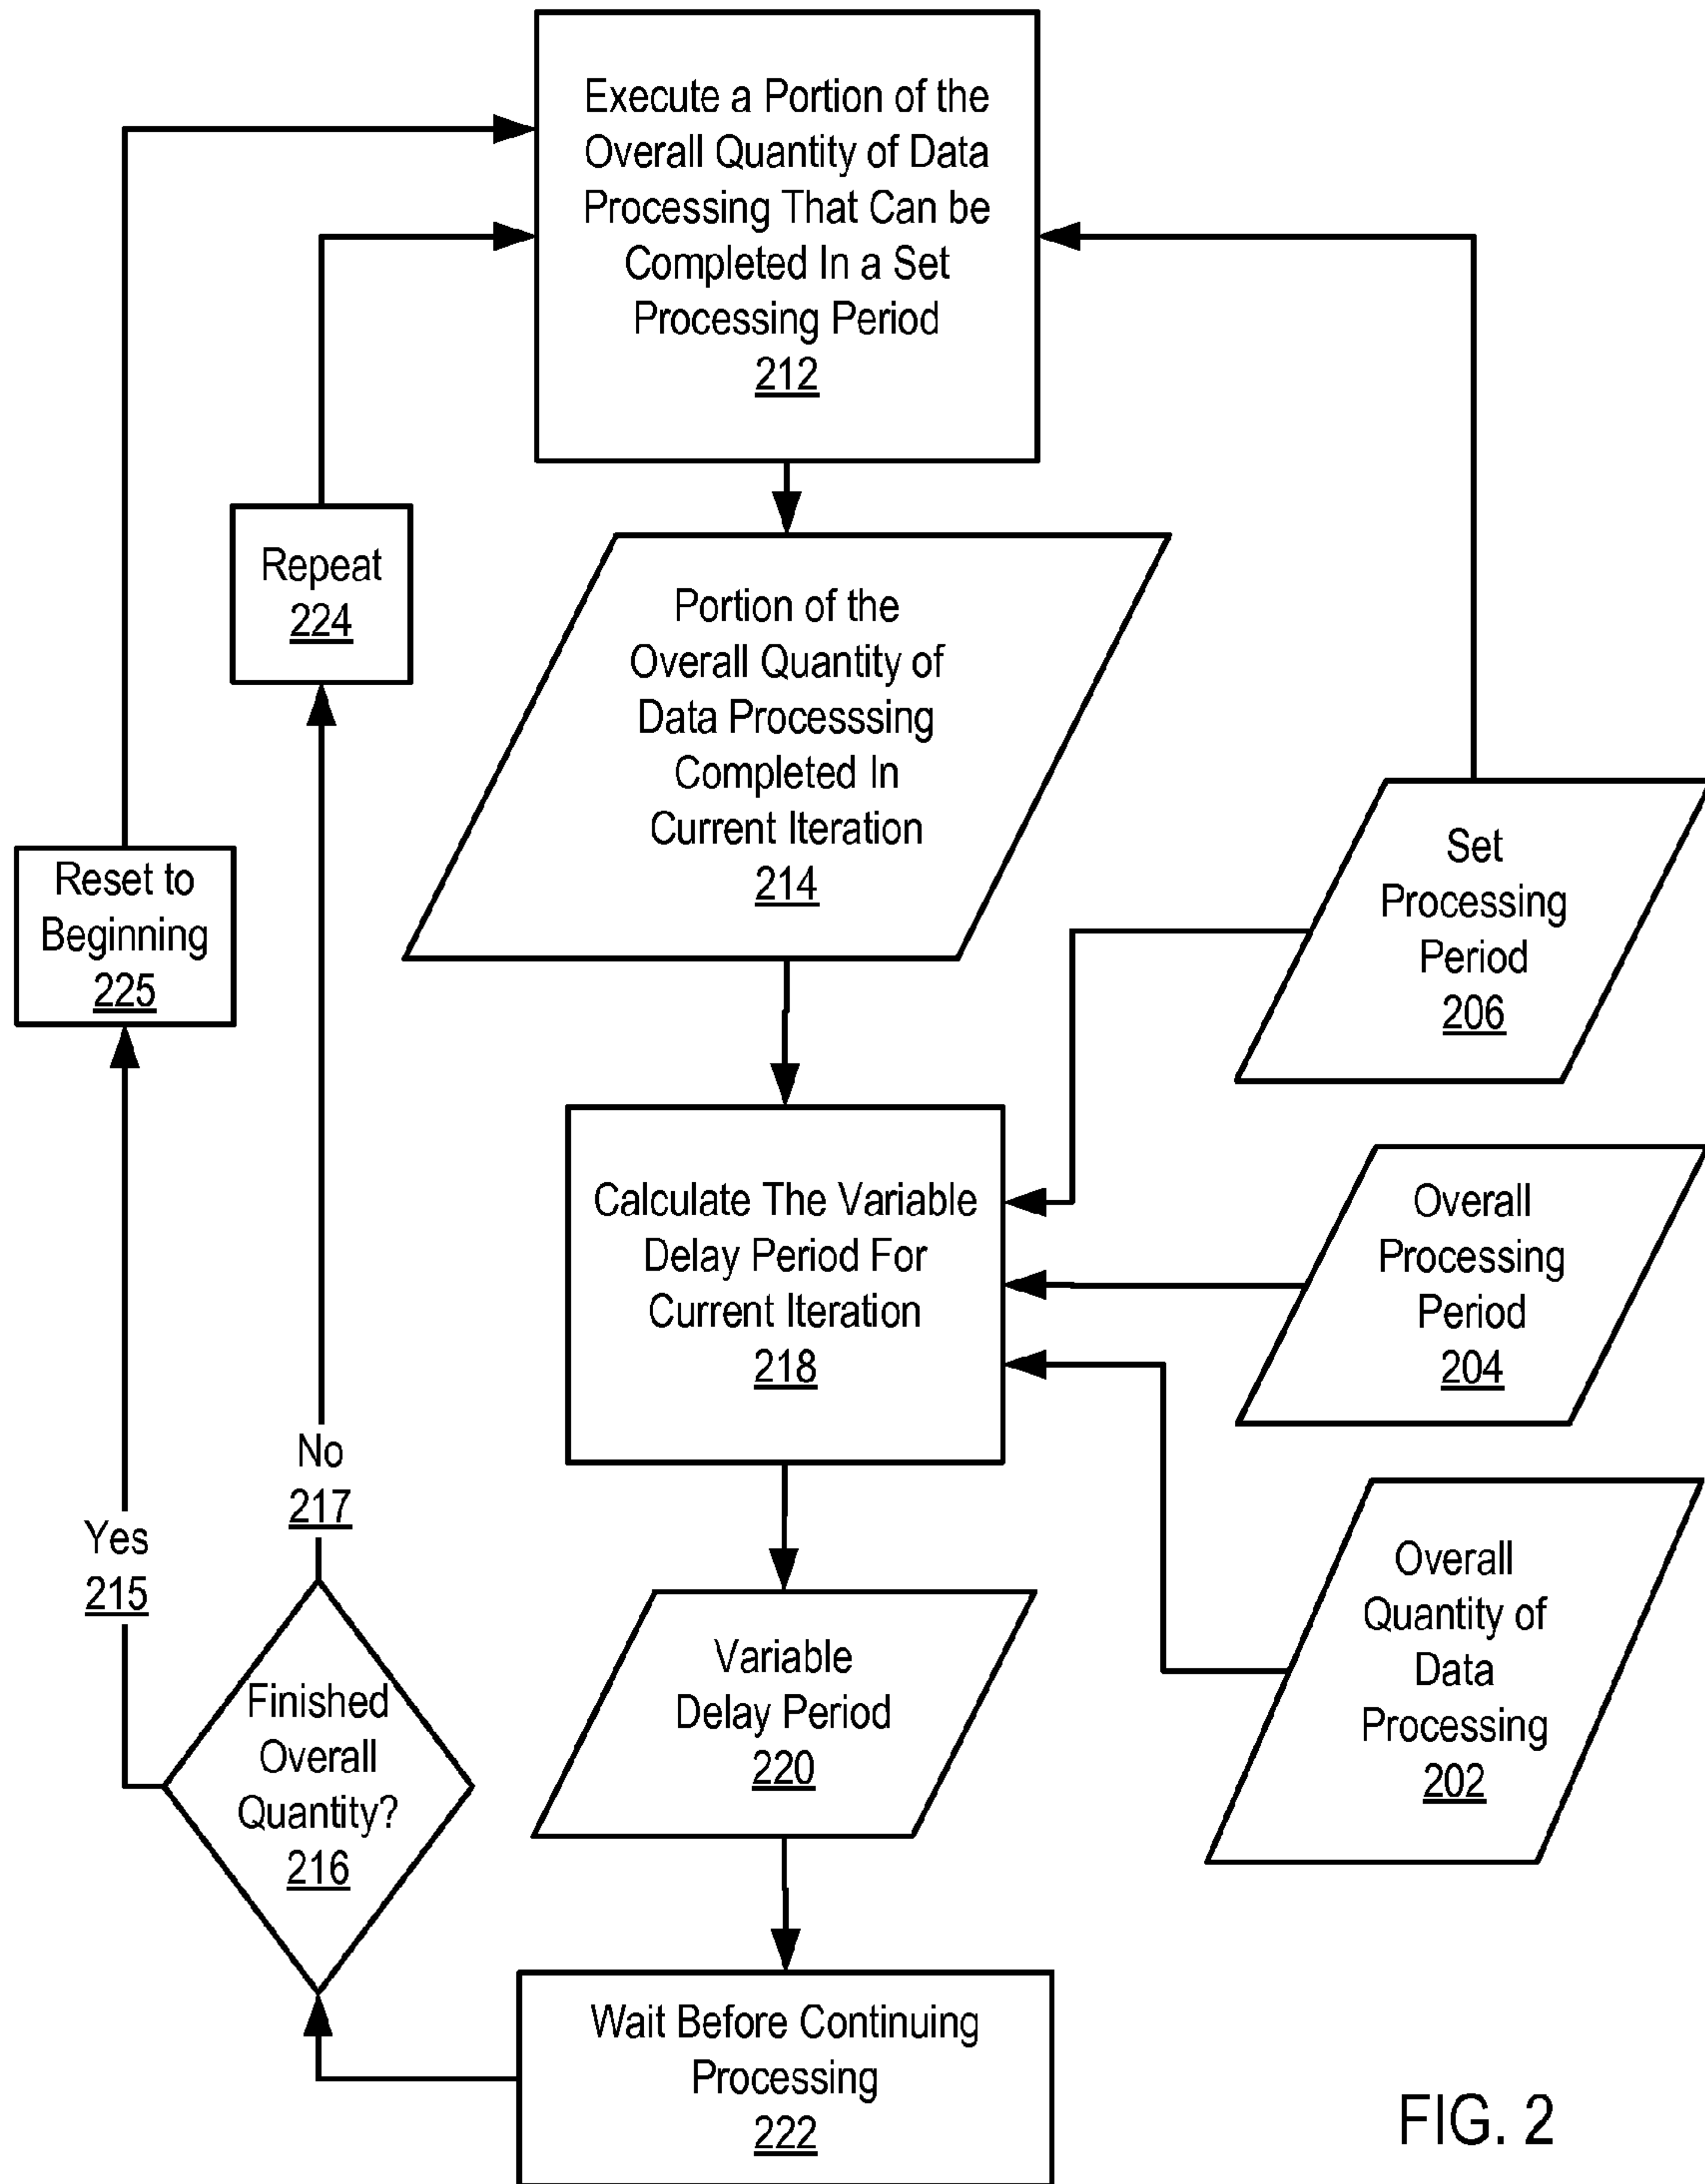 Execute a Portion of the
Overall Quantity of Data
Processing That Can be
Completed In a Set
Processing Period
212
Repeat
224
Portion of the
Overall Quantity of
Data Processsing
Completed In
Current Iteration
214
Reset to
Beginning
225
Set
Processing
Period
206
Calculate The Variable
Delay Period For
Current Iteration
218
Overall
Processing
Period
204
No
217
Yes
215
Overall
Quantity of
Data
Processing
202
Variable
Delay Period
220
Finished
Overall
Quantity?
216
Wait Before Continuing
Processing
222
FIG. 2